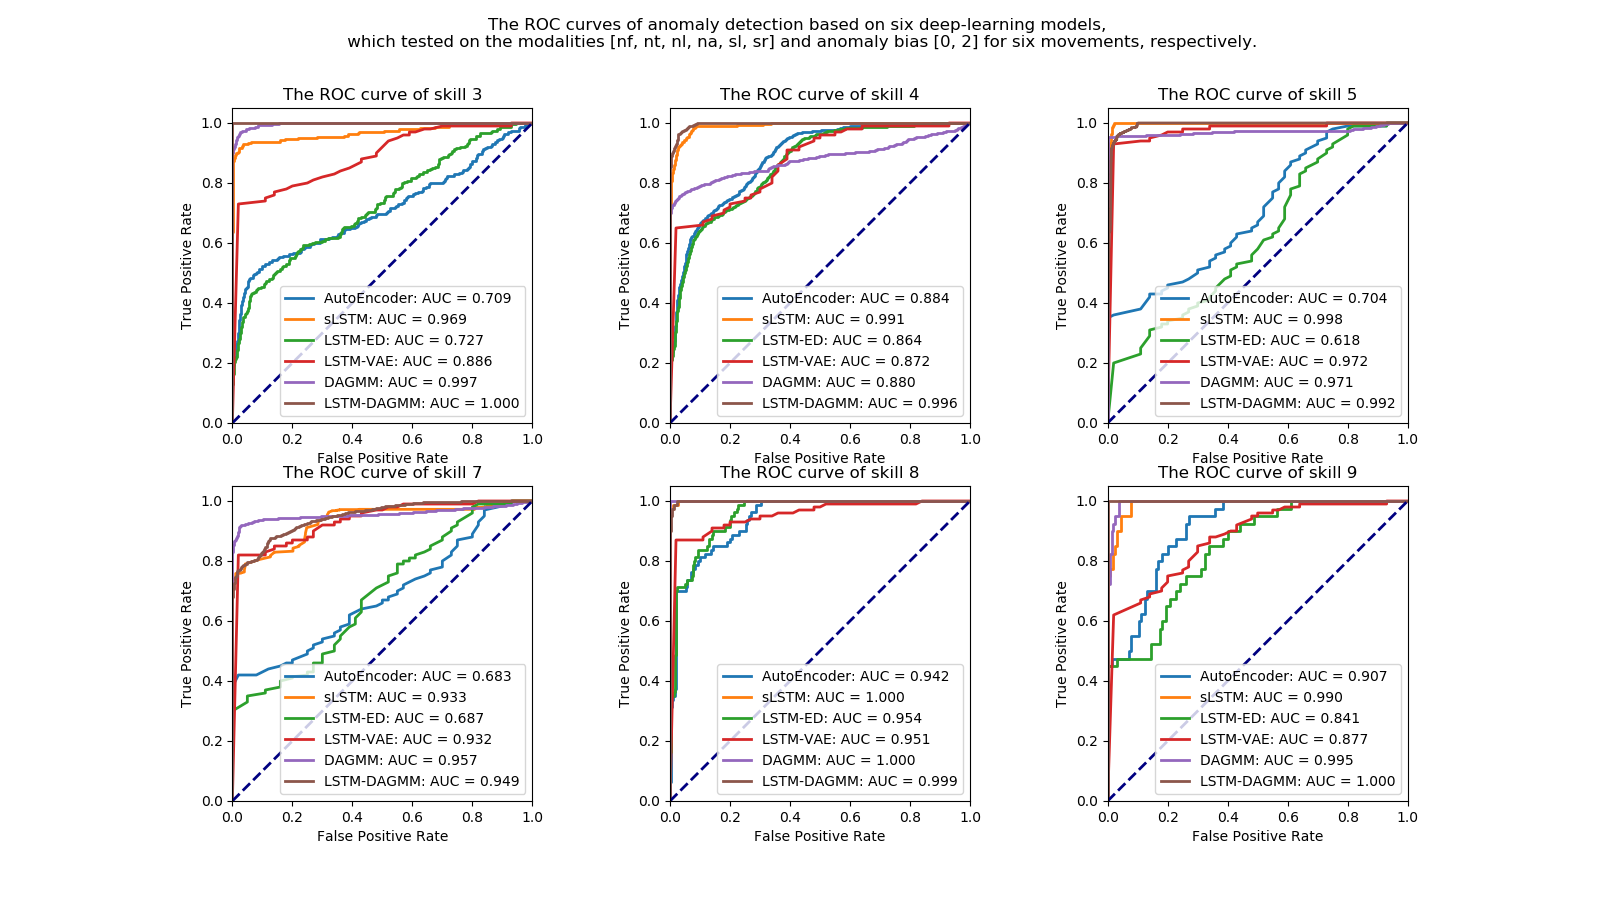 The ROC curves of anomaly detection based on six deep-learning models,
which tested on the modalities [nf, nt, nl, na, sl, sr] and anomaly bias [0, 2] for six movements, respectively.
The ROC curve of skill 3
True Positive Rate
1.0
0.8
0.6
0.4
0.2
0.0
AutoEncoder: AUC = 0.709
sLSTM: AUC = 0.969
LSTM-ED: AUC = 0.727
LSTM-VAE: AUC = 0.886
DAGMM: AUC = 0.997
LSTM-DAGMM: AUC = 1.000
0.0 0.2 0.4 0.6 0.8 1.0
False Positive Rate
The ROC curve of skill 4
True Positive Rate
1.0
0.8
0.6
0.4
0.2
0.0
AutoEncoder: AUC = 0.884
sLSTM: AUC = 0.991
LSTM-ED: AUC = 0.864
LSTM-VAE: AUC = 0.872
DAGMM: AUC = 0.880
LSTM-DAGMM: AUC = 0.996
0.0 0.2 0.4 0.6 0.8 1.0
False Positive Rate
The ROC curve of skill 5
True Positive Rate
1.0
0.8
0.6
0.4
0.2
0.0
AutoEncoder: AUC = 0.704
sLSTM: AUC = 0.998
LSTM-ED: AUC = 0.618
LSTM-VAE: AUC = 0.972
DAGMM: AUC = 0.971
LSTM-DAGMM: AUC = 0.992
0.0 0.2 0.4 0.6 0.8 1.0
False Positive Rate
The ROC curve of skill 7
True Positive Rate
1.0
0.8
0.6
0.4
0.2
0.0
AutoEncoder: AUC = 0.683
sLSTM: AUC = 0.933
LSTM-ED: AUC = 0.687
LSTM-VAE: AUC = 0.932
DAGMM: AUC = 0.957
LSTM-DAGMM: AUC = 0.949
0.0 0.2 0.4 0.6 0.8 1.0
False Positive Rate
The ROC curve of skill 8
True Positive Rate
1.0
0.8
0.6
0.4
0.2
0.0
AutoEncoder: AUC = 0.942
sLSTM: AUC = 1.000
LSTM-ED: AUC = 0.954
LSTM-VAE: AUC = 0.951
DAGMM: AUC = 1.000
LSTM-DAGMM: AUC = 0.999
0.0 0.2 0.4 0.6 0.8 1.0
False Positive Rate
The ROC curve of skill 9
True Positive Rate
1.0
0.8
0.6
0.4
0.2
0.0
AutoEncoder: AUC = 0.907
sLSTM: AUC = 0.990
LSTM-ED: AUC = 0.841
LSTM-VAE: AUC = 0.877
DAGMM: AUC = 0.995
LSTM-DAGMM: AUC = 1.000
0.0 0.2 0.4 0.6 0.8 1.0
False Positive Rate